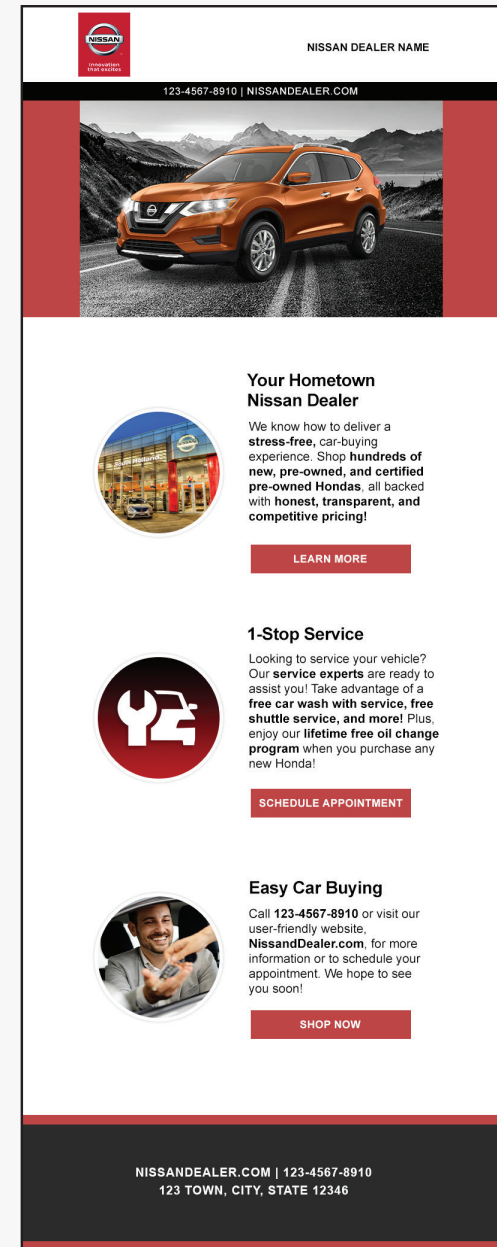 NISSAN
Innovation
that excites
NISSAN DEALER NAME
123-4567-8910 | NISSANDEALER.COM
Your Hometown
Nissan Dealer
We know how to deliver a
stress-free, car-buying
experience. Shop hundreds of
new, pre-owned, and certified
pre-owned Hondas, all backed
with honest, transparent, and
competitive pricing!
LEARN MORE
1-Stop Service
Looking to service your vehicle?
Our service experts are ready to
assist you! Take advantage of a
free car wash with service, free
shuttle service, and more! Plus,
enjoy our lifetime free oil change
program when you purchase any
new Honda!
SCHEDULE APPOINTMENT
Easy Car Buying
Call 123-4567-8910 or visit our
user-friendly website,
NissandDealer.com, for more
information or to schedule your
appointment. We hope to see
you soon!
SHOP NOW
NISSANDEALER.COM | 123-4567-8910
123 TOWN, CITY, STATE 12346